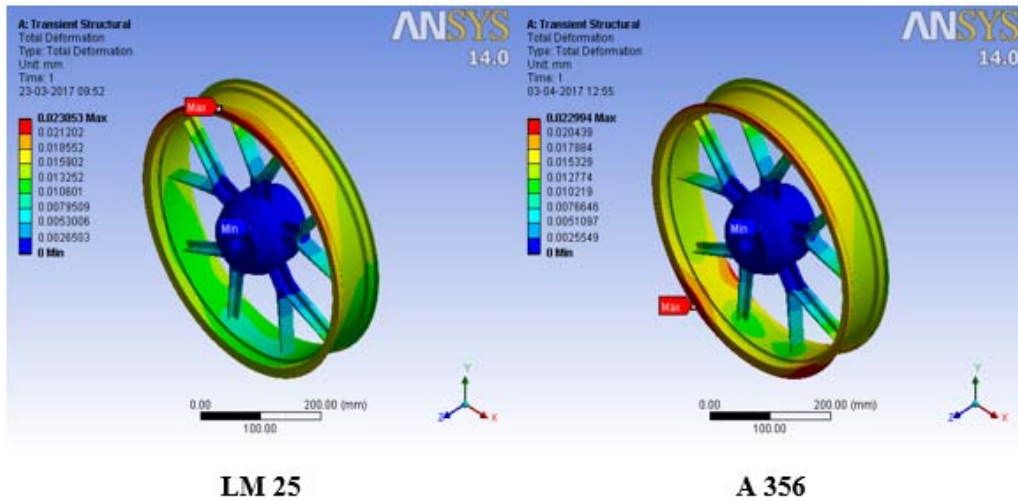 A: Transient Structural
Total Deformation
Type: Total Deformation
Unit: mm
Time: 1
23-03-2017 09:52
0.023853 Max
0.021202
0.018552
0.015902
0.013252
0.010601
0.0079509
0.0053006
0.0026503
0 Min
ANSYS
14.0
Max
Min
0.00
200.00 (mm)
100.00
Y
Z
X
LM 25
A: Transient Structural
Total Deformation
Type: Total Deformation
Unit: mm
Time: 1
03-04-2017 12:55
0.022994 Max
0.020439
0.017884
0.015329
0.012774
0.010219
0.0076646
0.0051097
0.0025549
0 Min
ANSYS
14.0
Min
Max
0.00
200.00 (mm)
100.00
Y
Z
X
A 356